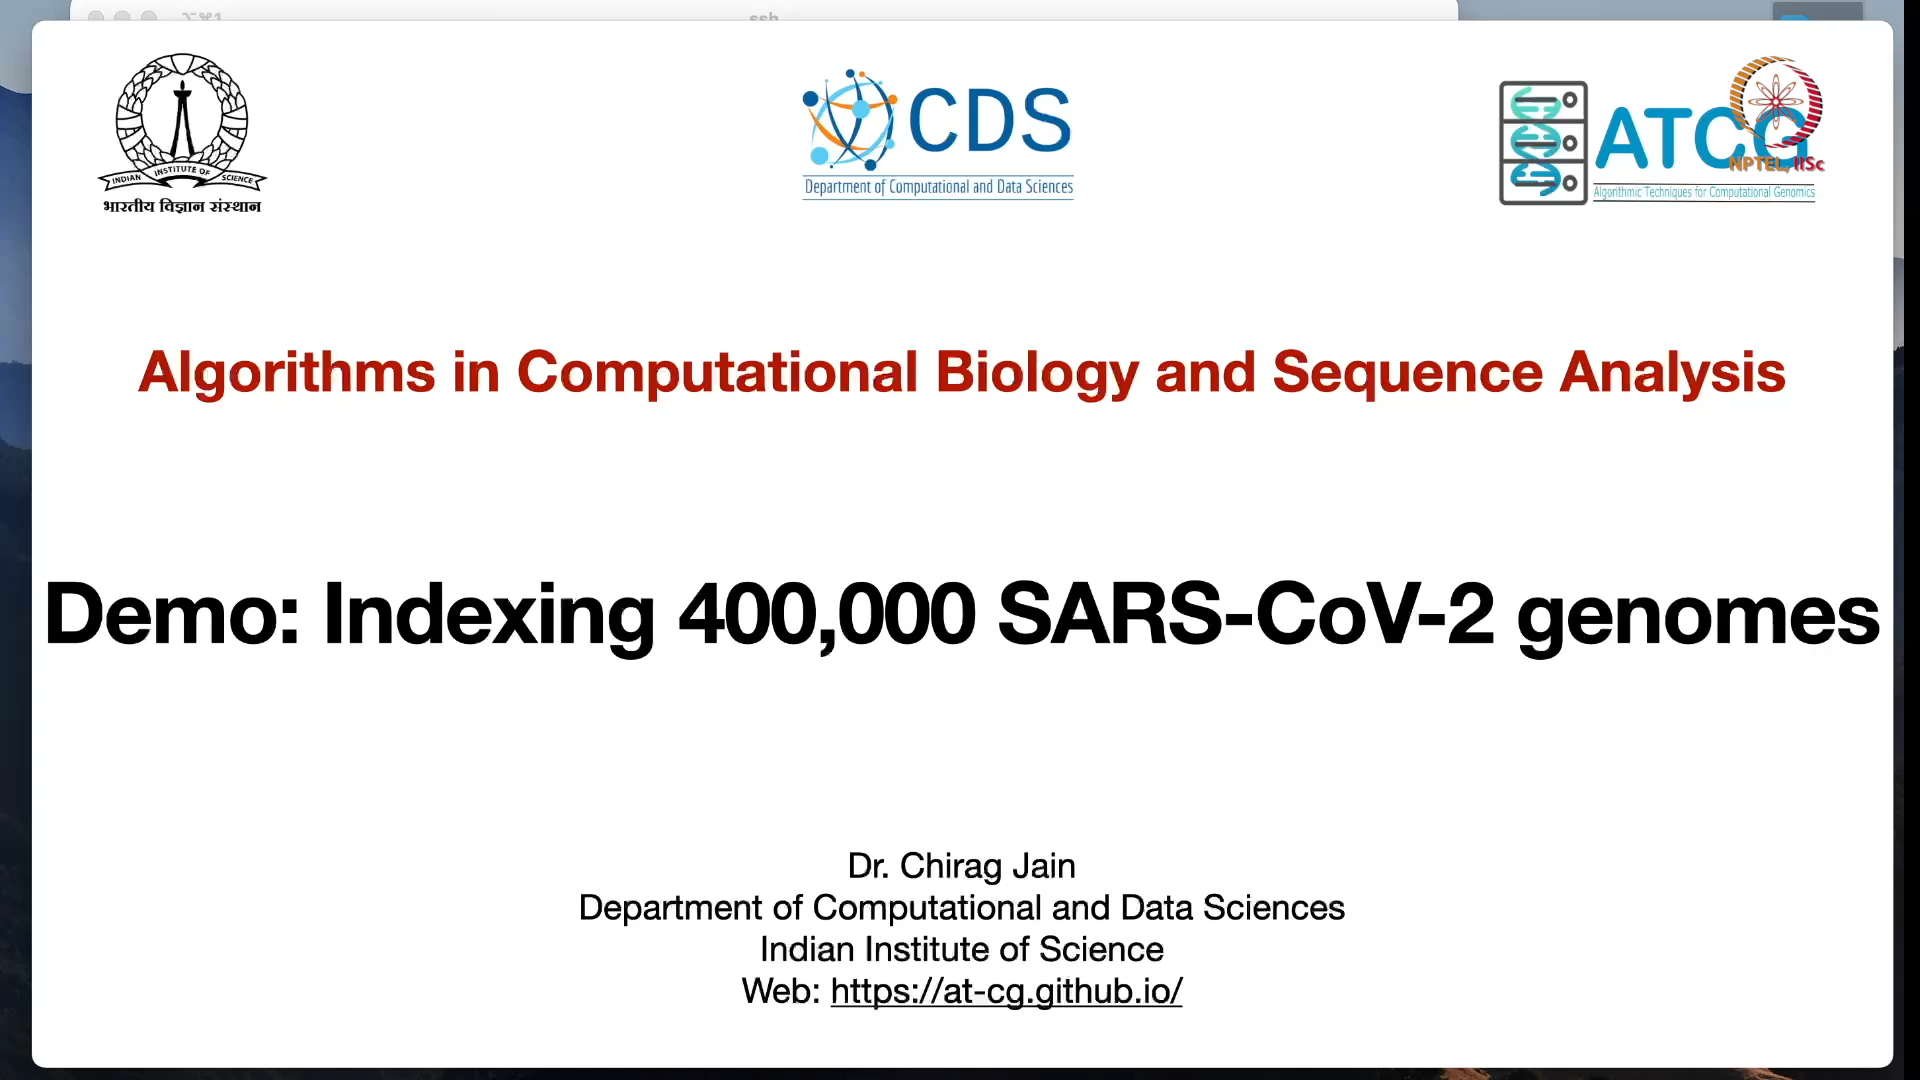 ⌥⌘1
ssh
INDIAN INSTITUTE OF SCIENCE
भारतीय विज्ञान संस्थान
CDS
Department of Computational and Data Sciences
ATCG
NPTEL, IISc
Algorithmic Techniques for Computational Genomics
Algorithms in Computational Biology and Sequence Analysis
Demo: Indexing 400,000 SARS-CoV-2 genomes
Dr. Chirag Jain
Department of Computational and Data Sciences
Indian Institute of Science
Web: https://at-cg.github.io/